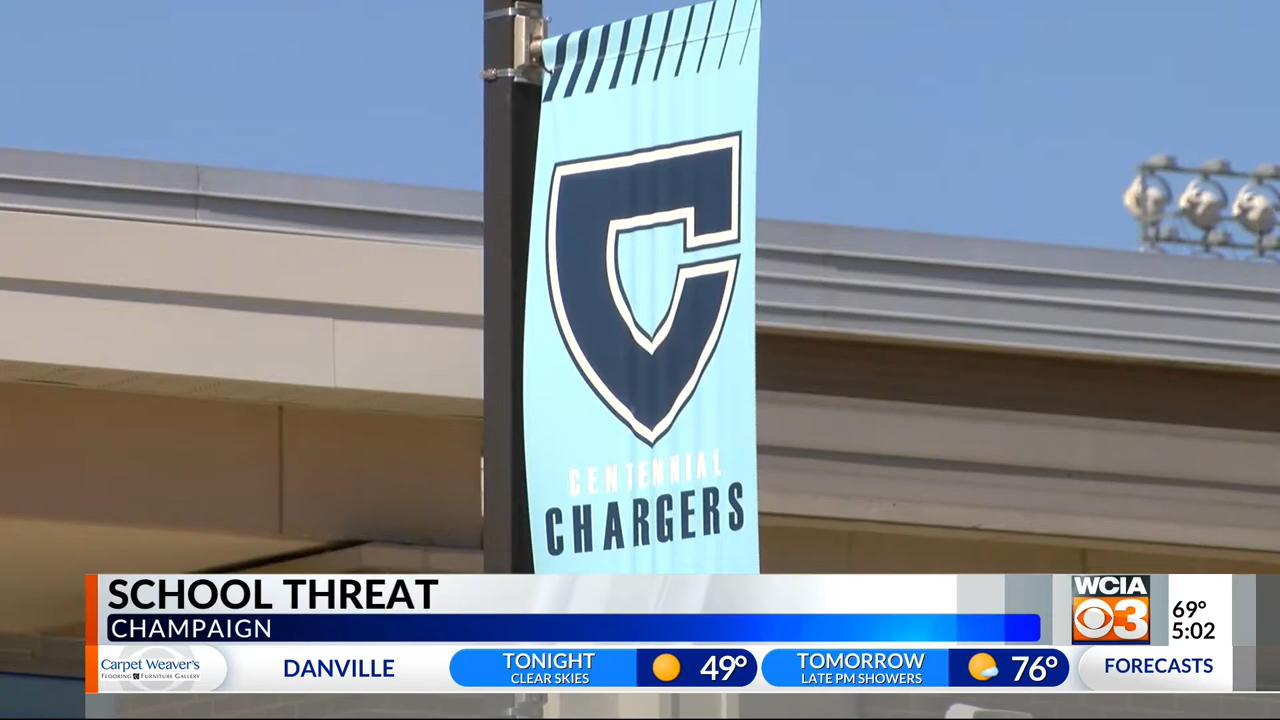 CENTENNIAL
CHARGERS
SCHOOL THREAT
CHAMPAIGN
WCIA
3
69°
5:02
Carpet Weaver's
FLOORING & FURNITURE GALLERY
DANVILLE
TONIGHT
CLEAR SKIES
49°
TOMORROW
LATE PM SHOWERS
76°
FORECASTS